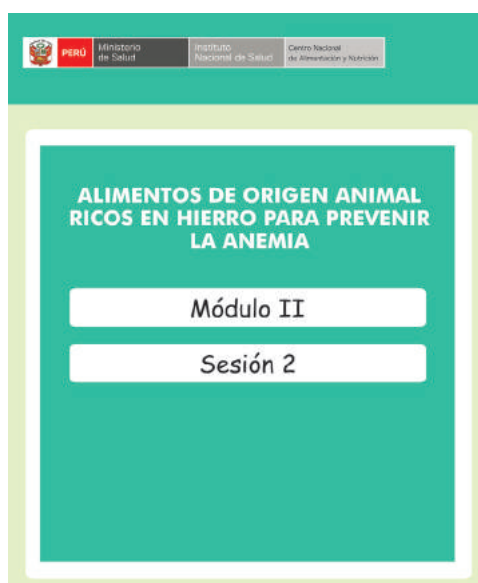 PERÚ
Ministerio
de Salud
Instituto
Nacional de Salud
Centro Nacional
de Alimentación y Nutrición
ALIMENTOS DE ORIGEN ANIMAL
RICOS EN HIERRO PARA PREVENIR
LA ANEMIA
Módulo II
Sesión 2